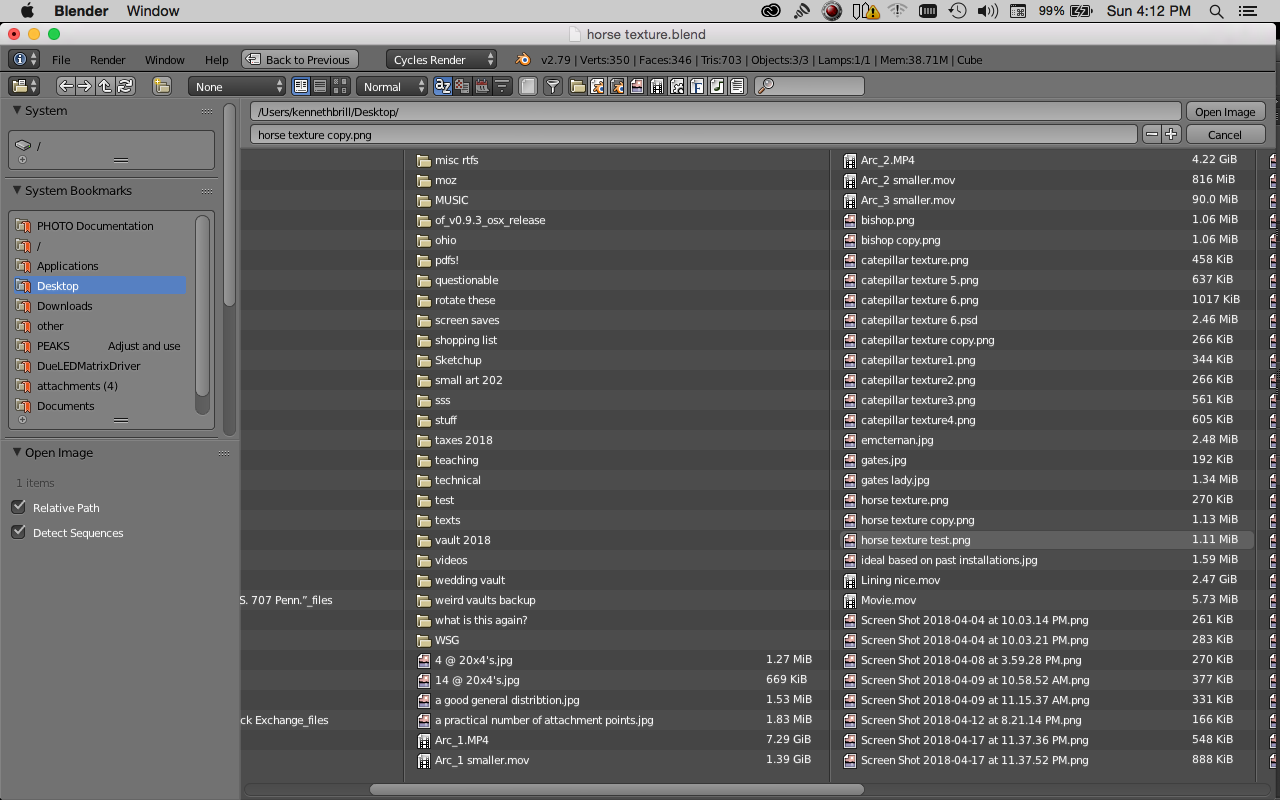 Blender Window 99% Sun 4:12 PM
horse texture.blend
File Render Window Help Back to Previous Cycles Render v2.79 | Verts:350 | Faces:346 | Tris:703 | Objects:3/3 | Lamps:1/1 | Mem:38.71M | Cube
None Normal
System
/
System Bookmarks
PHOTO Documentation
/
Applications
Desktop
Downloads
other
PEAKS Adjust and use
DueLEDMatrixDriver
attachments (4)
Documents
Open Image
1 items
Relative Path
Detect Sequences
/Users/kennethbrill/Desktop/ Open Image
horse texture copy.png Cancel
S. 707 Penn.”_files
ck Exchange_files
misc rtfs
moz
MUSIC
of_v0.9.3_osx_release
ohio
pdfs!
questionable
rotate these
screen saves
shopping list
Sketchup
small art 202
sss
stuff
taxes 2018
teaching
technical
test
texts
vault 2018
videos
wedding vault
weird vaults backup
what is this again?
WSG
4 @ 20x4's.jpg 1.27 MiB
14 @ 20x4's.jpg 669 KiB
a good general distribtion.jpg 1.53 MiB
a practical number of attachment points.jpg 1.83 MiB
Arc_1.MP4 7.29 GiB
Arc_1 smaller.mov 1.39 GiB
Arc_2.MP4 4.22 GiB
Arc_2 smaller.mov 816 MiB
Arc_3 smaller.mov 90.0 MiB
bishop.png 1.06 MiB
bishop copy.png 1.06 MiB
catepillar texture.png 458 KiB
catepillar texture 5.png 637 KiB
catepillar texture 6.png 1017 KiB
catepillar texture 6.psd 2.46 MiB
catepillar texture copy.png 266 KiB
catepillar texture1.png 344 KiB
catepillar texture2.png 266 KiB
catepillar texture3.png 561 KiB
catepillar texture4.png 605 KiB
emcternan.jpg 2.48 MiB
gates.jpg 192 KiB
gates lady.jpg 1.34 MiB
horse texture.png 270 KiB
horse texture copy.png 1.13 MiB
horse texture test.png 1.11 MiB
ideal based on past installations.jpg 1.59 MiB
Lining nice.mov 2.47 GiB
Movie.mov 5.73 MiB
Screen Shot 2018-04-04 at 10.03.14 PM.png 261 KiB
Screen Shot 2018-04-04 at 10.03.21 PM.png 283 KiB
Screen Shot 2018-04-08 at 3.59.28 PM.png 270 KiB
Screen Shot 2018-04-09 at 10.58.52 AM.png 377 KiB
Screen Shot 2018-04-09 at 11.15.37 AM.png 331 KiB
Screen Shot 2018-04-12 at 8.21.14 PM.png 166 KiB
Screen Shot 2018-04-17 at 11.37.36 PM.png 548 KiB
Screen Shot 2018-04-17 at 11.37.52 PM.png 888 KiB